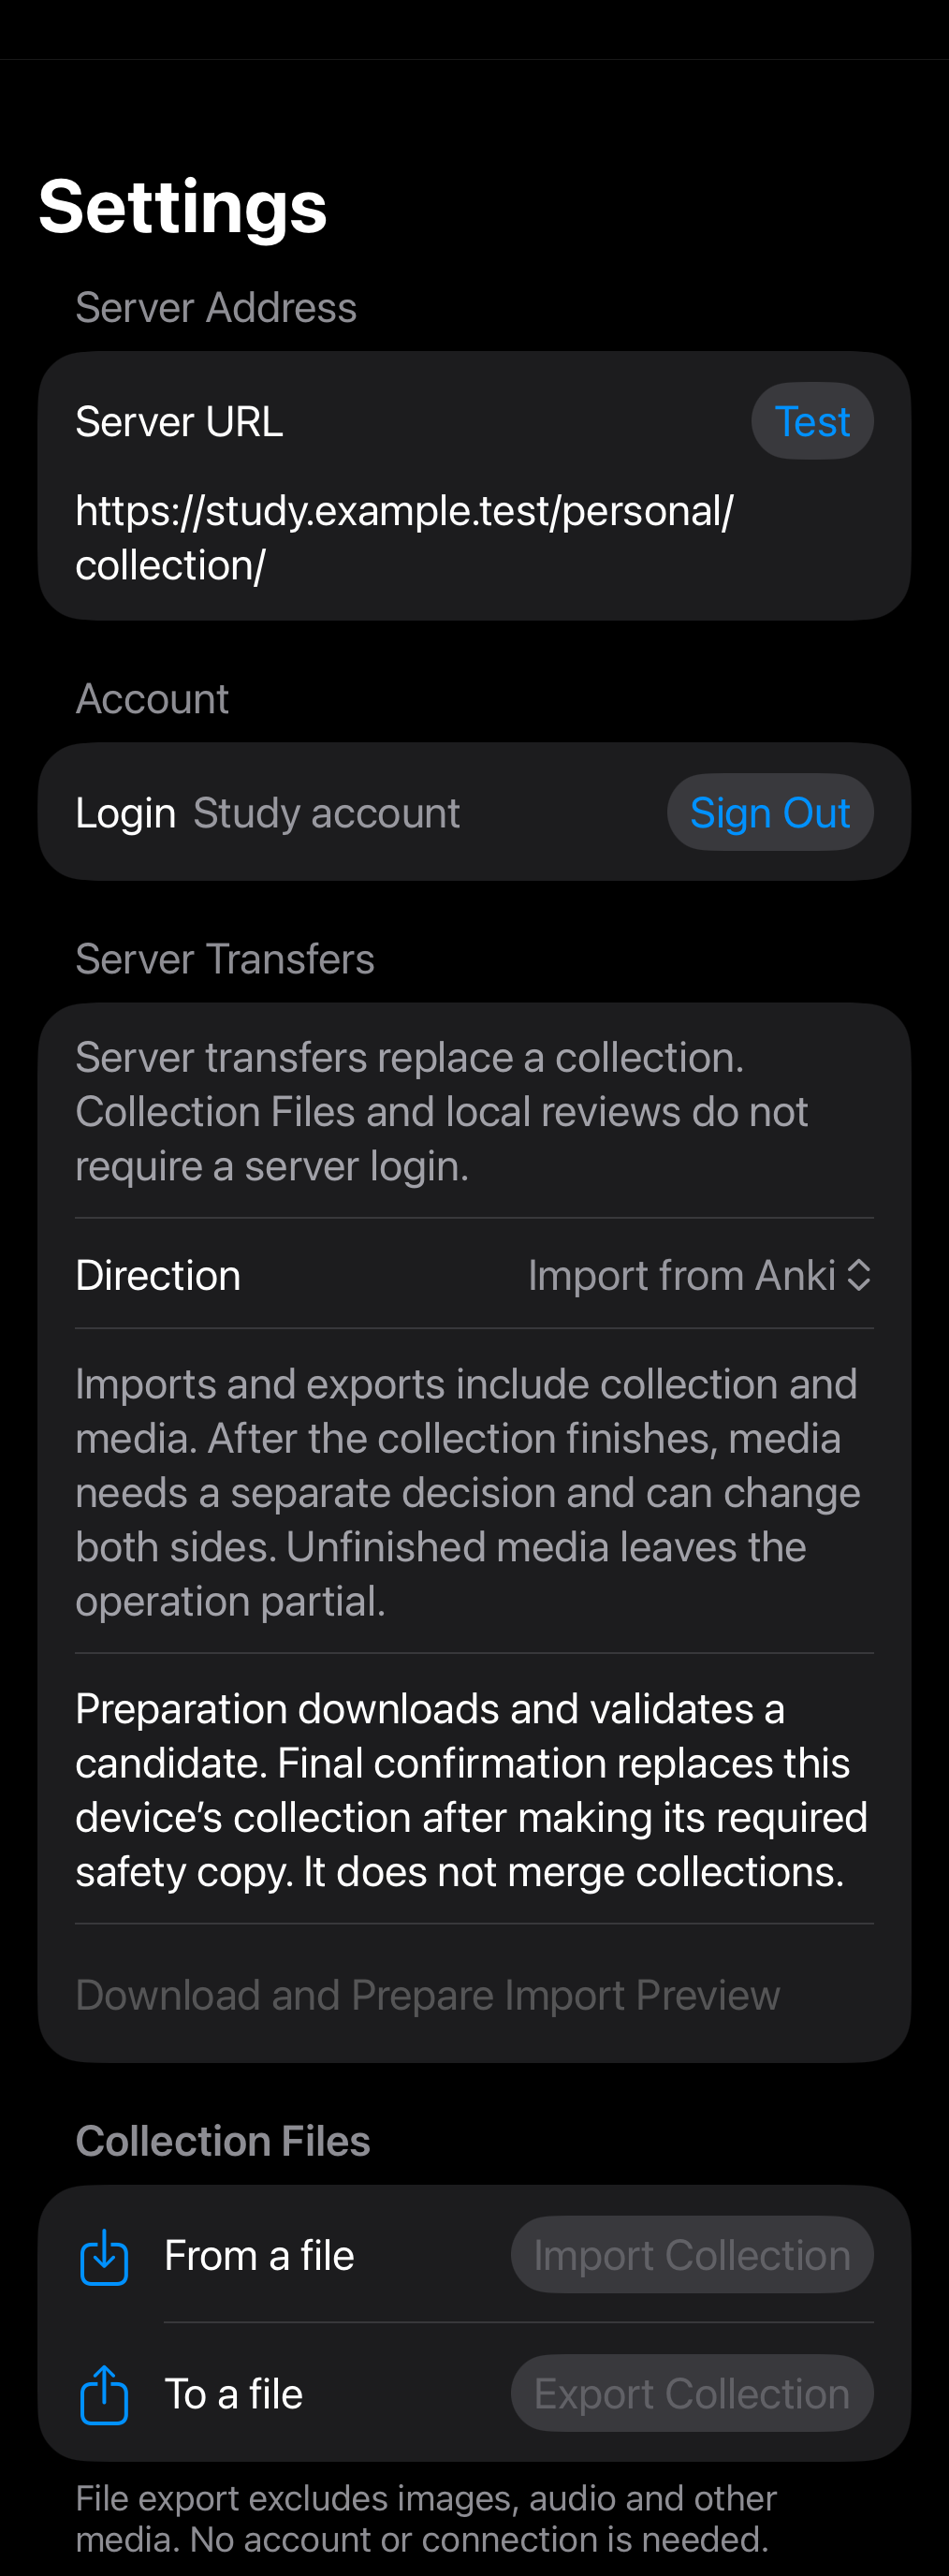 Settings
Server Address
Server URL
Test
https://study.example.test/personal/
collection/
Account
Login Study account
Sign Out
Server Transfers
Server transfers replace a collection.
Collection Files and local reviews do not
require a server login.
Direction
Import from Anki
Imports and exports include collection and
media. After the collection finishes, media
needs a separate decision and can change
both sides. Unfinished media leaves the
operation partial.
Preparation downloads and validates a
candidate. Final confirmation replaces this
device’s collection after making its required
safety copy. It does not merge collections.
Download and Prepare Import Preview
Collection Files
From a file
Import Collection
To a file
Export Collection
File export excludes images, audio and other
media. No account or connection is needed.